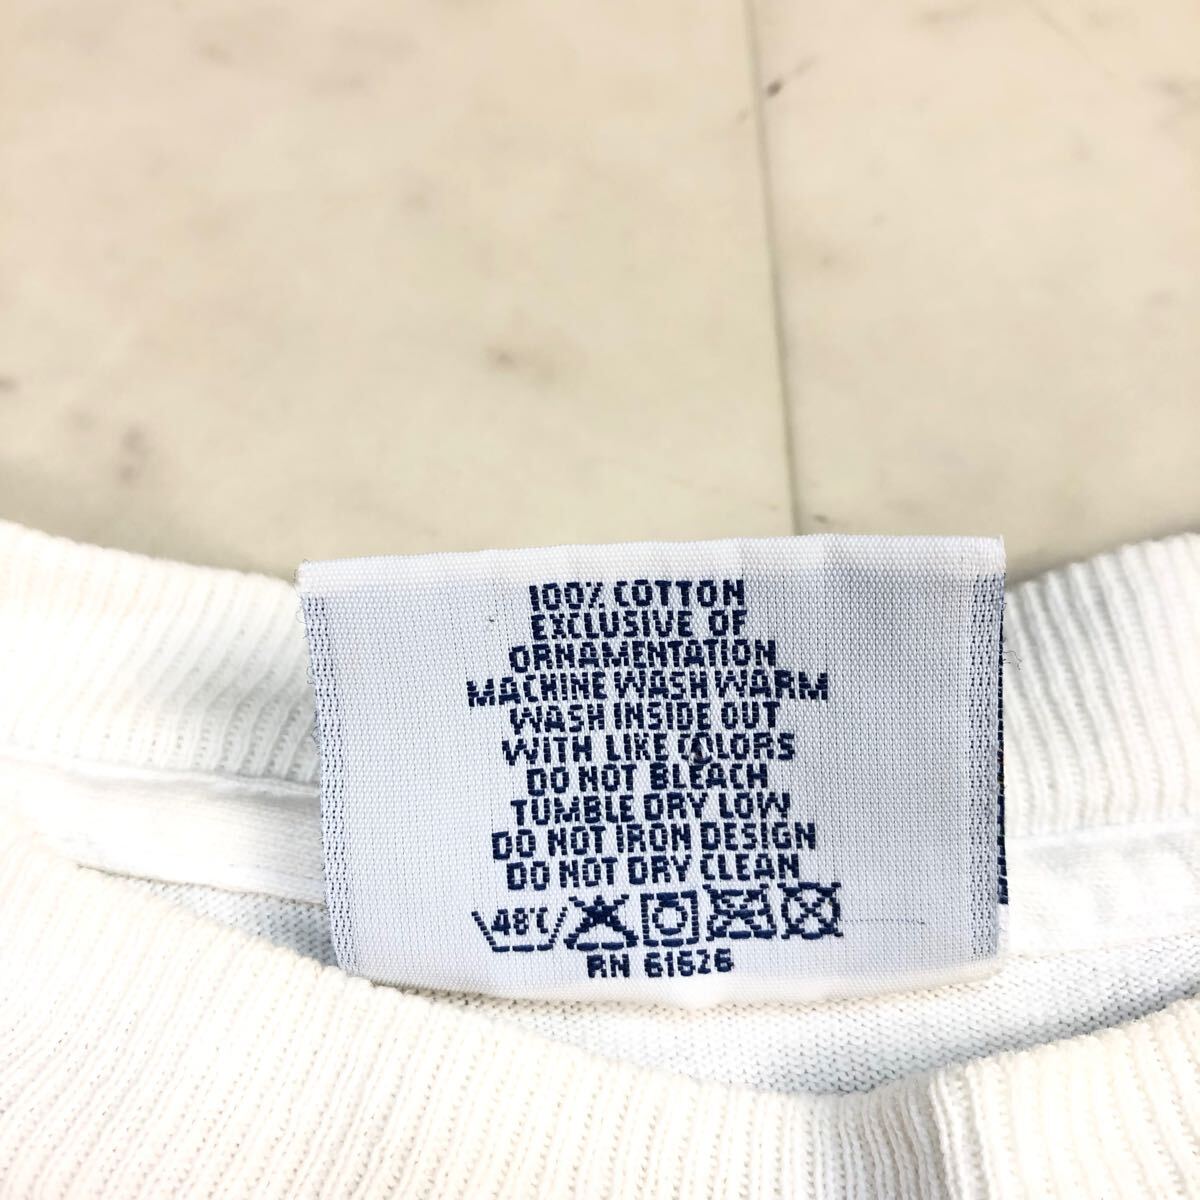 100% COTTON
EXCLUSIVE OF
ORNAMENTATION
MACHINE WASH WARM
WASH INSIDE OUT
WITH LIKE COLORS
DO NOT BLEACH
TUMBLE DRY LOW
DO NOT IRON DESIGN
DO NOT DRY CLEAN
48°C
RN 61626